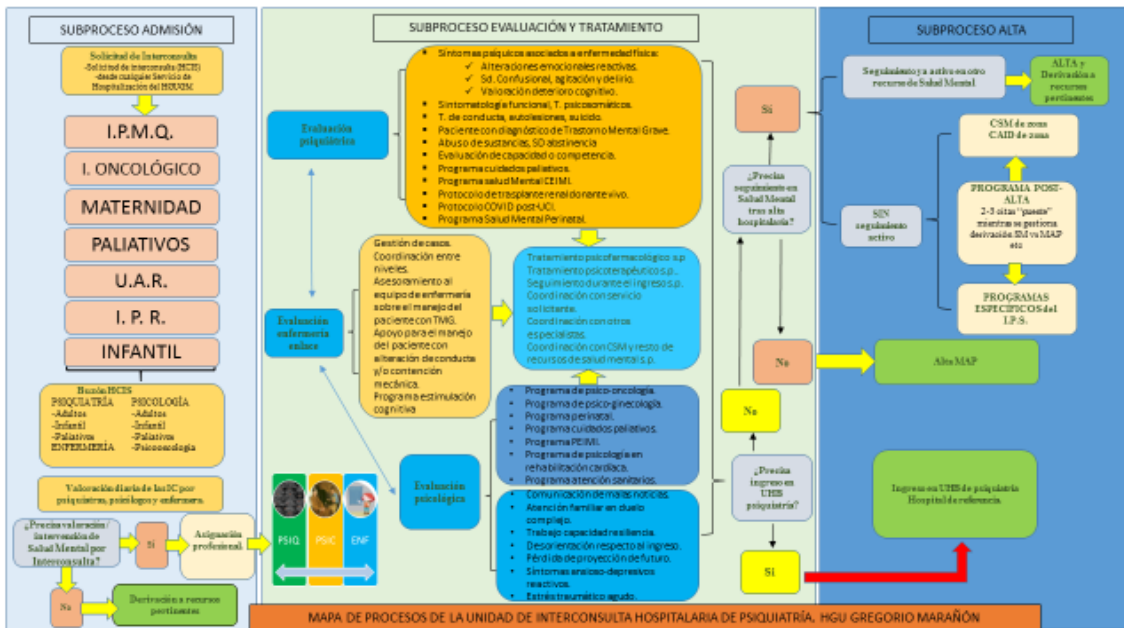 SUBPROCESO ADMISIÓN
Solicitud de Interconsulta
-Solicitud de interconsulta (HCIS)
-desde cualquier Servicio de
Hospitalización del HGUGM.
I.P.M.Q.
I. ONCOLÓGICO
MATERNIDAD
PALIATIVOS
U.A.R.
I. P. R.
INFANTIL
Buzón HCIS
PSIQUIATRÍA PSICOLOGÍA
-Adultos -Adultos
-Infantil -Infantil
-Paliativos -Paliativos
ENFERMERÍA -Psicooncología
Valoración diaria de las IC por
psiquiatras, psicólogos y enfermera.
¿Precisa valoración/
Intervención de
Salud Mental por
Interconsulta?
Si
Asignación
profesional.
No
Derivación a recursos
pertinentes
SUBPROCESO EVALUACIÓN Y TRATAMIENTO
Evaluación
psiquiátrica
Síntomas psíquicos asociados a enfermedad física:
✓ Alteraciones emocionales reactivas.
✓ Sd. Confusional, agitación y delirio.
✓ Valoración deterioro cognitivo.
Sintomatología funcional, T. psicosomáticos.
T. de conducta, autolesiones, suicidio.
Paciente con diagnóstico de Trastorno Mental Grave.
Abuso de sustancias, SD abstinencia
Evaluación de capacidad o competencia.
Programa cuidados paliativos.
Programa salud Mental CEIMI.
Protocolo de trasplante renal donante vivo.
Protocolo COVID post-UCI.
Programa Salud Mental Perinatal.
Evaluación
enfermería
enlace
Gestión de casos.
Coordinación entre
niveles.
Asesoramiento al
equipo de enfermería
sobre el manejo del
paciente con TMG.
Apoyo para el manejo
del paciente con
alteración de conducta
y/o contención
mecánica.
Programa estimulación
cognitiva
Tratamiento psicofarmacológico s.p
Tratamiento psicoterapéutico s.p.
Seguimiento durante el ingreso s.p.
Coordinación con servicio
solicitante.
Coordinación con otros
especialistas.
Coordinación con CSM y resto de
recursos de salud mental s.p.
Evaluación
psicológica
Programa de psico-oncología.
Programa de psico-ginecología.
Programa perinatal.
Programa cuidados paliativos.
Programa PEIMI.
Programa de psicología en
rehabilitación cardíaca.
Programa atención sanitarios.
Comunicación de malas noticias.
Atención familiar en duelo
complejo.
Trabajo capacidad resiliencia.
Desorientación respecto al ingreso.
Pérdida de proyección de futuro.
Síntomas ansioso-depresivos
reactivos.
Estrés traumático agudo.
PSIQ PSIC ENF
Sí
¿Precisa
seguimiento en
Salud Mental
tras alta
hospitalaria?
No
No
¿Precisa
ingreso en
UHB
psiquiatría?
Si
SUBPROCESO ALTA
Seguimiento ya activo en otro
recurso de Salud Mental
ALTA y
Derivación a
recursos
pertinentes
SIN
seguimiento
activo
CSM de zona
CAID de zona
PROGRAMA POST-
ALTA
2-3 citas "puente"
mientras se gestiona
derivación SM vs MAP
etc
PROGRAMAS
ESPECÍFICOS del
I.P.S.
Alta MAP
Ingreso en UHB de psiquiatría
Hospital de referencia
MAPA DE PROCESOS DE LA UNIDAD DE INTERCONSULTA HOSPITALARIA DE PSIQUIATRÍA. HGU GREGORIO MARAÑÓN